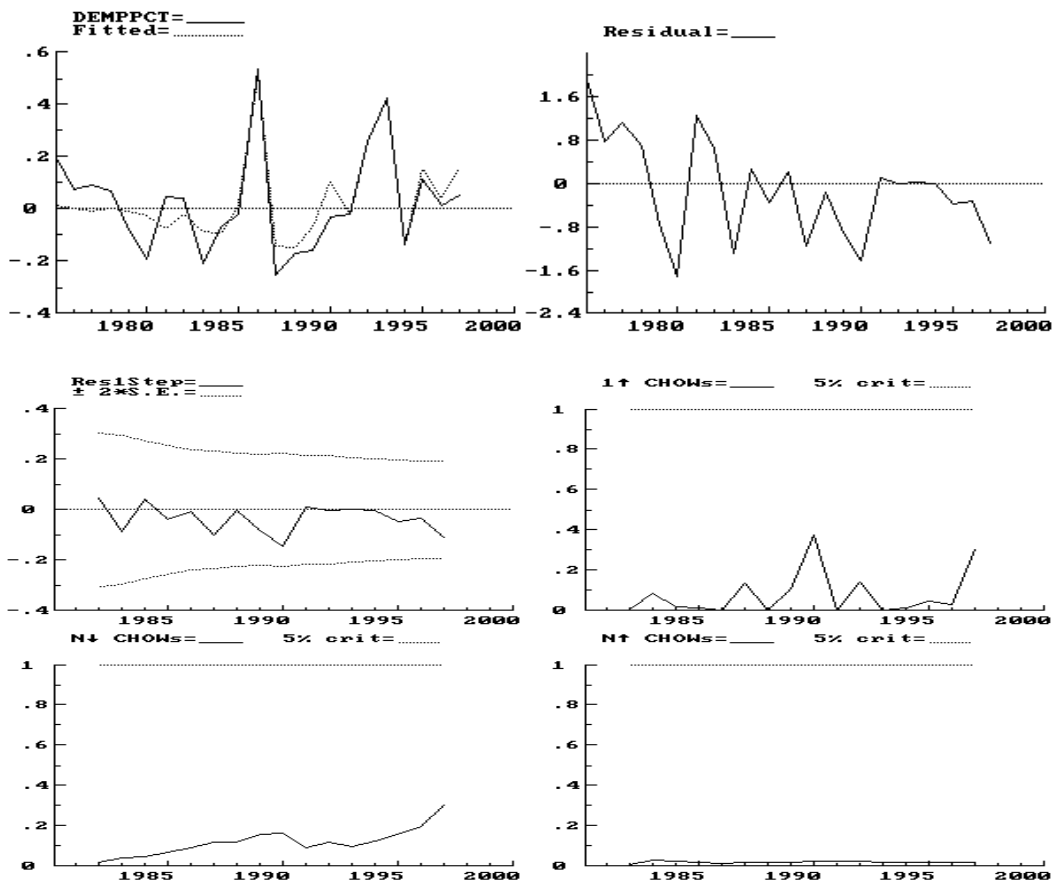 DEMPPCT=
Fitted=
.6
.4
.2
0
-.2
-.4
1980 1985 1990 1995 2000
Residual=
1.6
.8
0
-.8
-1.6
-2.4
1980 1985 1990 1995 2000
Res1Step=
± 2*S.E.=
.4
.2
0
-.2
-.4
1985 1990 1995 2000
1↑ CHOWs= 5% crit=
1
.8
.6
.4
.2
0
1985 1990 1995 2000
N↓ CHOWs= 5% crit=
1
.8
.6
.4
.2
0
1985 1990 1995 2000
N↑ CHOWs= 5% crit=
1
.8
.6
.4
.2
0
1985 1990 1995 2000